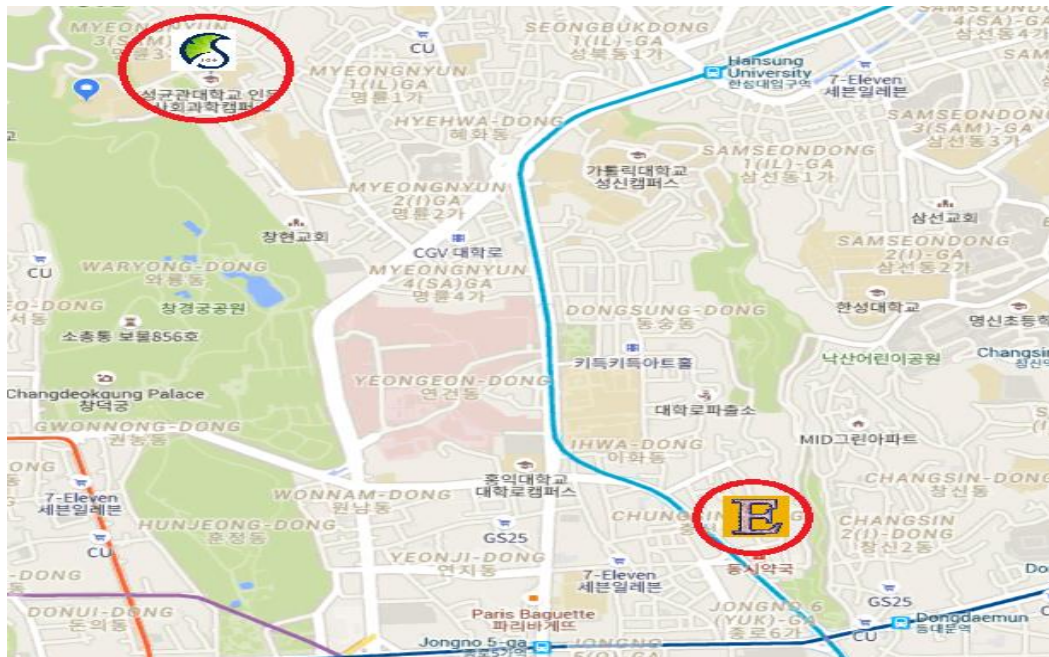 MYEONGNYUN
3(SAM)
명륜3
성균관대학교 인문
사회과학캠퍼스
CU
MYEONGNYUN
1(IL)-GA
명륜1가
SEONGBUKDONG
1(IL)-GA
성북동1가
CU
Hansung
University
한성대입구역
7-Eleven
세븐일레븐
SAMSEONDONG
4(SA)-GA
삼선동4가
SAMSEONDONG
3(SAM)-GA
삼선동3가
HYEHWA-DONG
혜화동
가톨릭대학교
성신캠퍼스
SAMSEONDONG
1(IL)-GA
삼선동1가
MYEONGNYUN
2(I)GA
명륜2가
창현교회
CGV 대학로
삼선교회
SAMSEONDONG
2(I)-GA
삼선동2가
CU
WARYONG-DONG
와룡동
창경궁공원
소총통 보물856호
MYEONGNYUN
4(SA)GA
명륜4가
DONGSUNG-DONG
동숭동
한성대학교
명신초등학
키득키득아트홀
낙산어린이공원
Changsin
Changdeokgung Palace
창덕궁
YEONGEON-DONG
연건동
대학로파출소
GWONNONG-DONG
권농동
IHWA-DONG
이화동
MID그린아파트
홍익대학교
대학로캠퍼스
7-Eleven
세븐일레븐
WONNAM-DONG
원남동
CHANGSIN-DONG
창신동
E
CHANGSIN
2(I)-DONG
창신2동
HUNJEONG-DONG
훈정동
CU
GS25
YEONJI-DONG
연지동
동시약국
7-Eleven
세븐일레븐
GS25
DONUI-DONG
돈의동
Paris Baguette
파리바게뜨
JONGNO 6
(YUK)-GA
종로6가
CU
Dongdaemun
동대문역
Jongno 5-ga
종로5가역
JONGNO